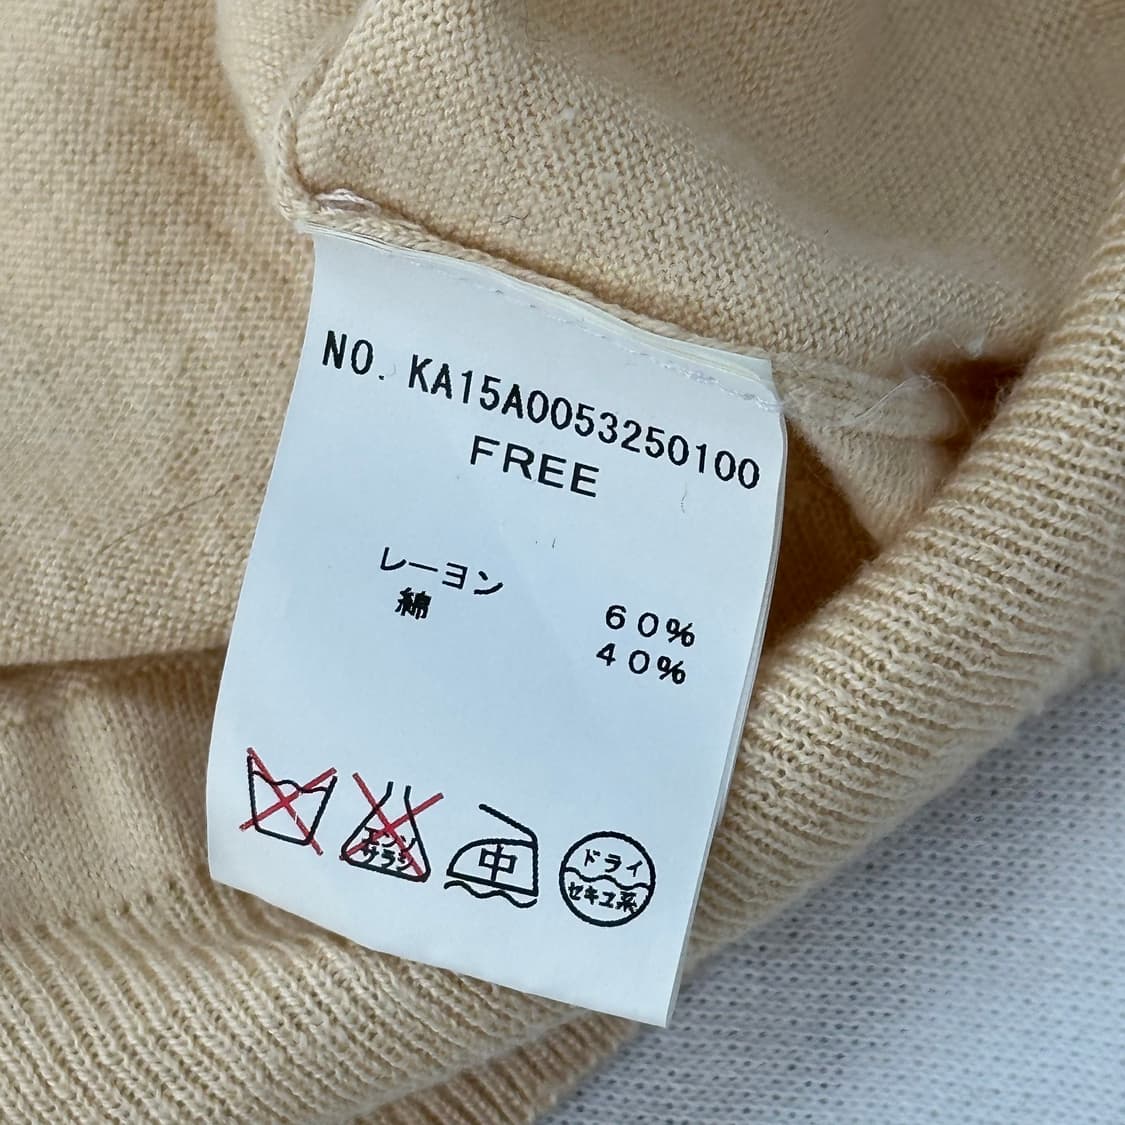 NO. KA15A0053250100
FREE
レーヨン 60%
綿 40%
エンソ
サラシ
中
ドライ
セキユ系